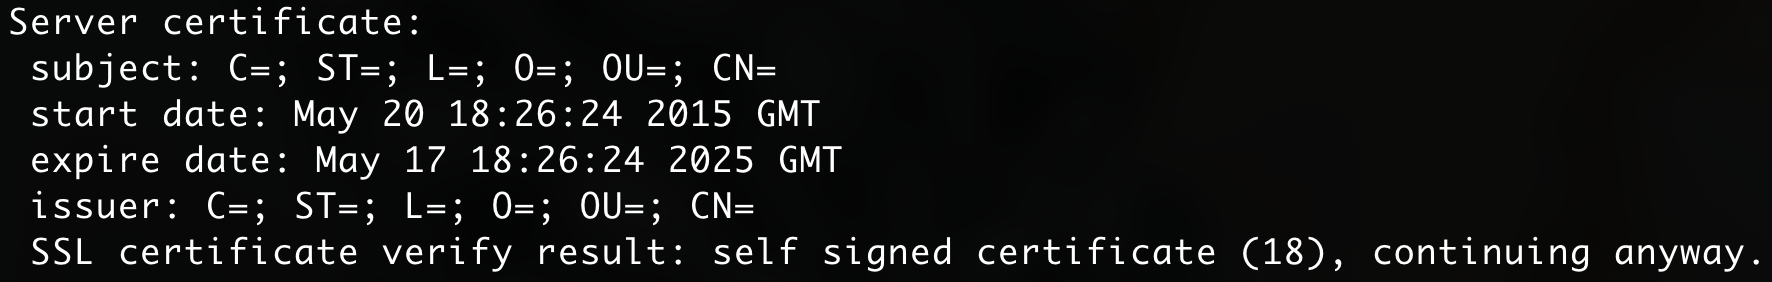 Server certificate:
subject: C=; ST=; L=; O=; OU=; CN=
start date: May 20 18:26:24 2015 GMT
expire date: May 17 18:26:24 2025 GMT
issuer: C=; ST=; L=; O=; OU=; CN=
SSL certificate verify result: self signed certificate (18), continuing anyway.